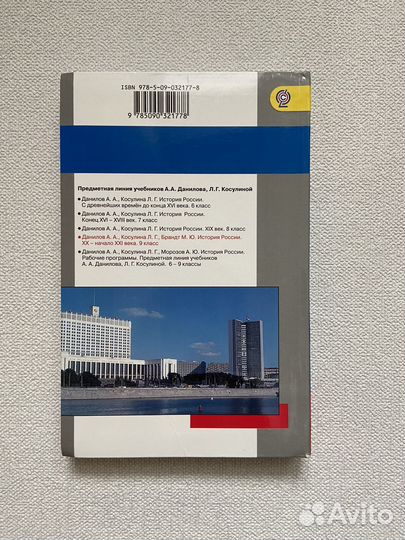 ISBN 978-5-09-032177-8
9 785090 321778
Предметная линия учебников А.А. Данилова, Л.Г. Косулиной
● Данилов А. А., Косулина Л. Г. История России.
С древнейших времён до конца XVI века. 6 класс
● Данилов А. А., Косулина Л. Г. История России.
Конец XVI – XVIII век. 7 класс
● Данилов А. А., Косулина Л. Г. История России. XIX век. 8 класс
● Данилов А. А., Косулина Л. Г., Брандт М. Ю. История России.
XX – начало XXI века. 9 класс
● Данилов А. А., Косулина Л. Г., Морозов А. Ю. История России.
Рабочие программы. Предметная линия учебников
А. А. Данилова, Л. Г. Косулиной. 6 – 9 классы
Avito